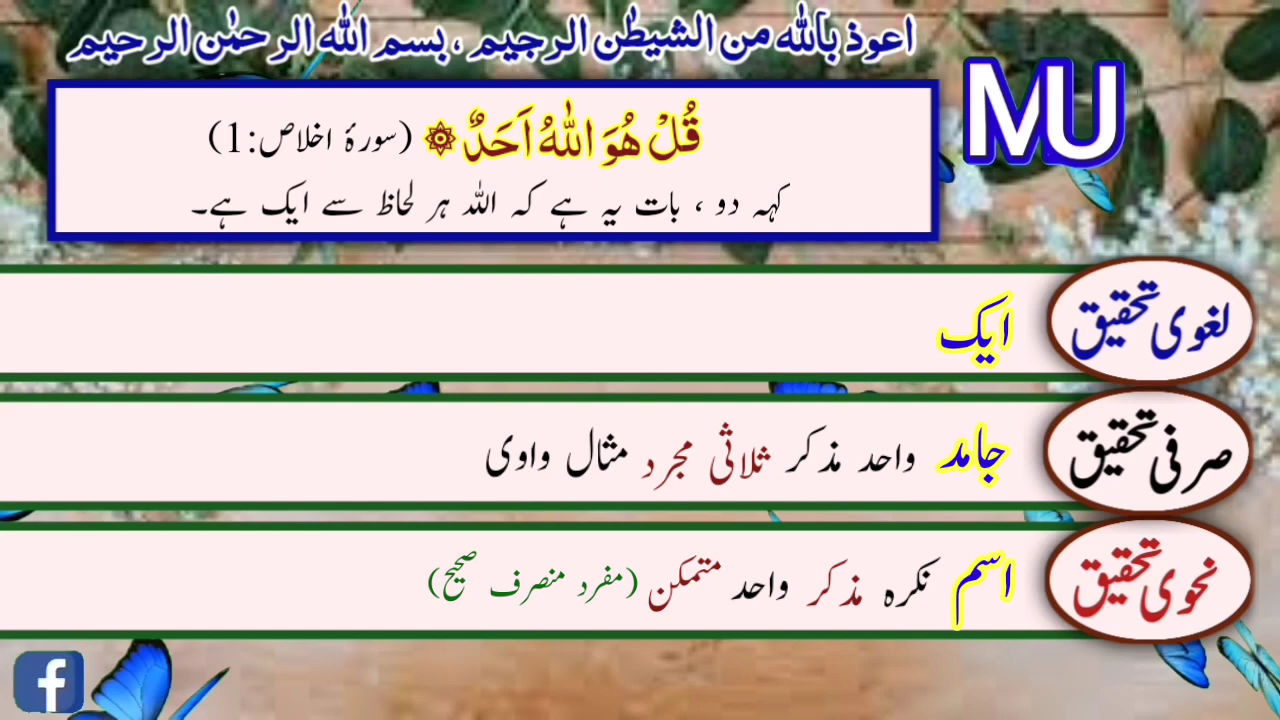 اعوذ باللہ من الشیطٰن الرجیم ، بسم اللہ الرحمٰن الرحیم
MU
قُلْ هُوَ اللّٰهُ اَحَدٌ ۞ (سورۂ اخلاص:1)
کہہ دو ، بات یہ ہے کہ اللہ ہر لحاظ سے ایک ہے۔
لغوی تحقیق
ایک
صرفی تحقیق
جامد واحد مذکر ثلاثی مجرد مثال واوی
نحوی تحقیق
اسم نکرہ مذکر واحد متمکن (مفرد منصرف صحیح)
f